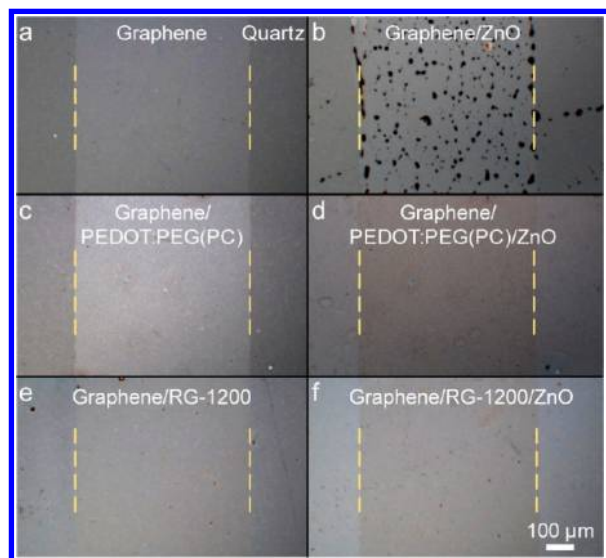 a Graphene Quartz
b Graphene/ZnO
c Graphene/
PEDOT:PEG(PC)
d Graphene/
PEDOT:PEG(PC)/ZnO
e Graphene/RG-1200
f Graphene/RG-1200/ZnO
100 μm